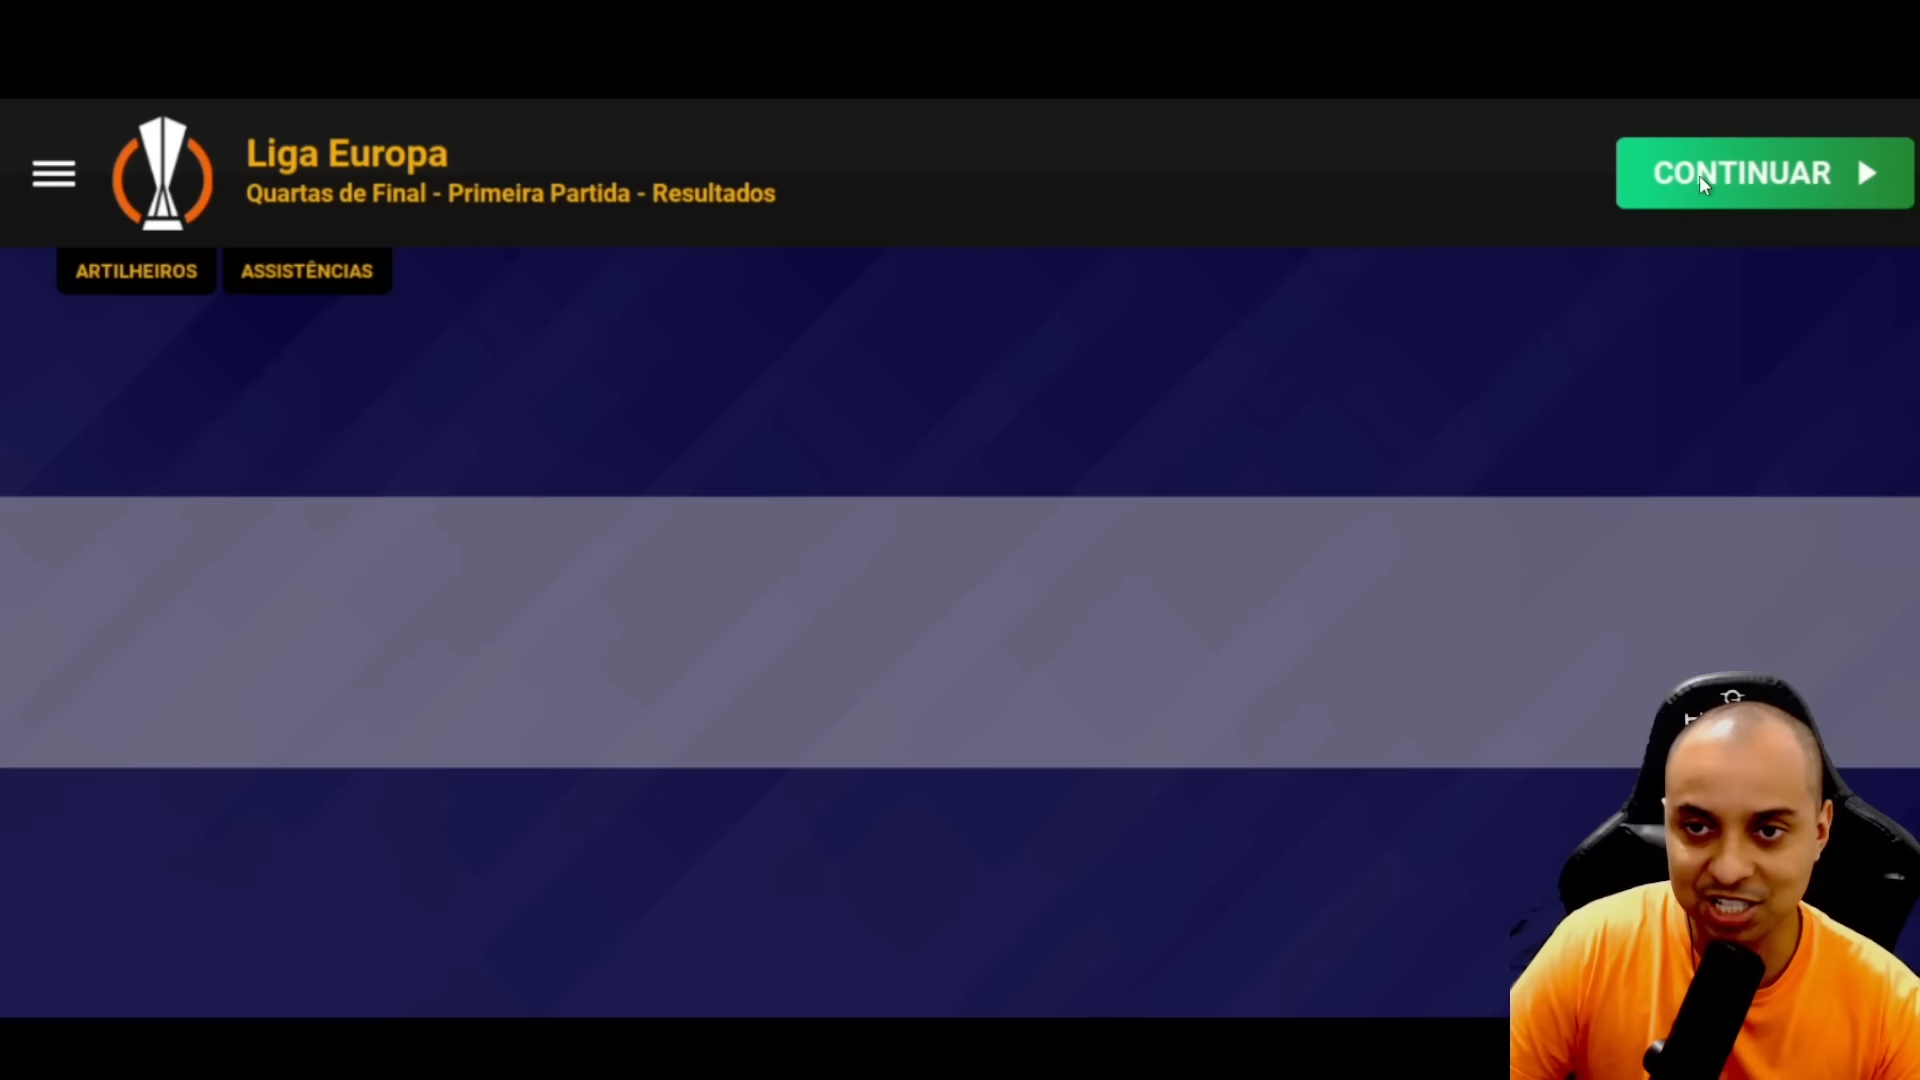 Liga Europa
Quartas de Final - Primeira Partida - Resultados
CONTINUAR
ARTILHEIROS
ASSISTÊNCIAS